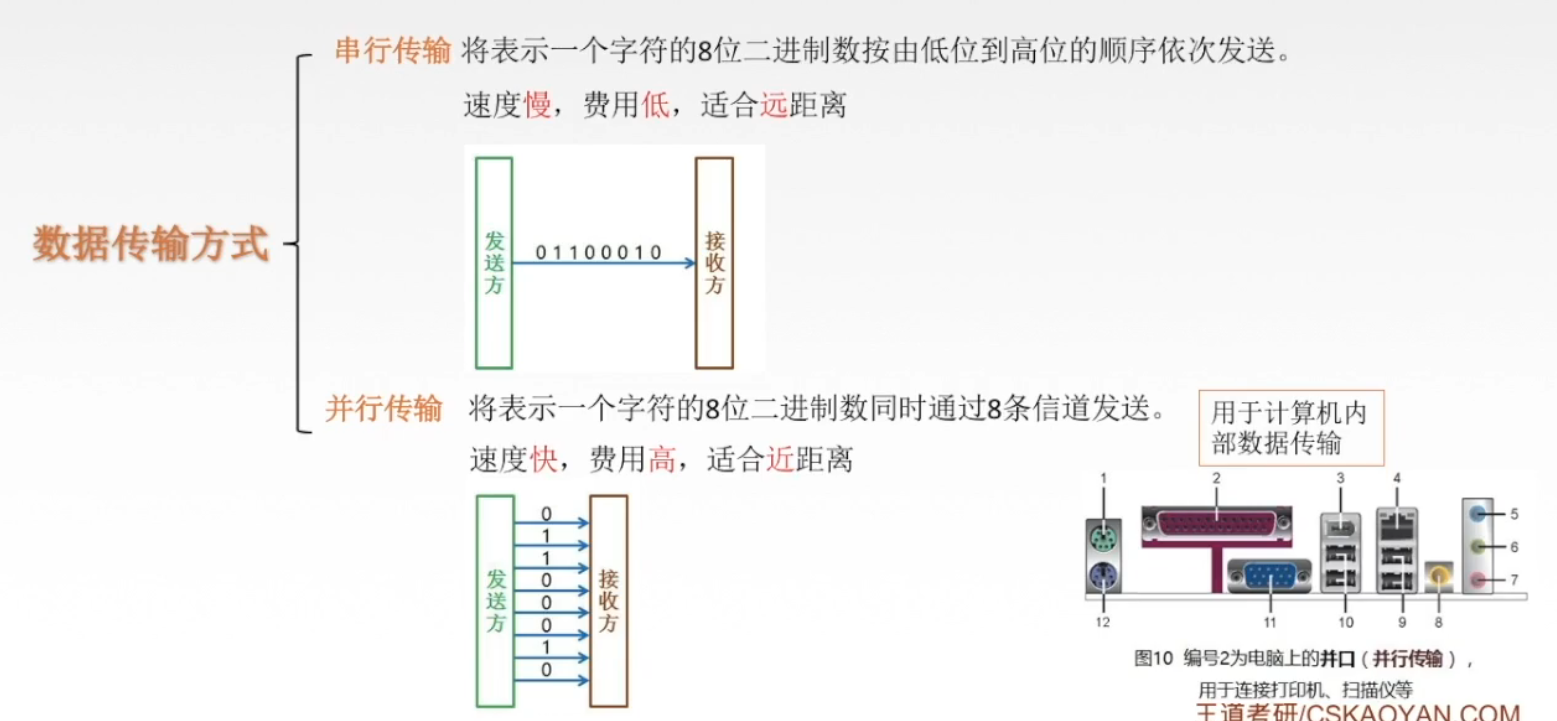 数据传输方式
串行传输 将表示一个字符的8位二进制数按由低位到高位的顺序依次发送。
速度慢，费用低，适合远距离
发送方
01100010
接收方
并行传输 将表示一个字符的8位二进制数同时通过8条信道发送。
速度快，费用高，适合近距离
发送方
0
1
1
0
0
0
1
0
接收方
用于计算机内
部数据传输
1
2
3
4
5
6
7
12
11
10
9
8
图10 编号2为电脑上的并口（并行传输），
用于连接打印机、扫描仪等
王道考研/CSKAOYAN.COM